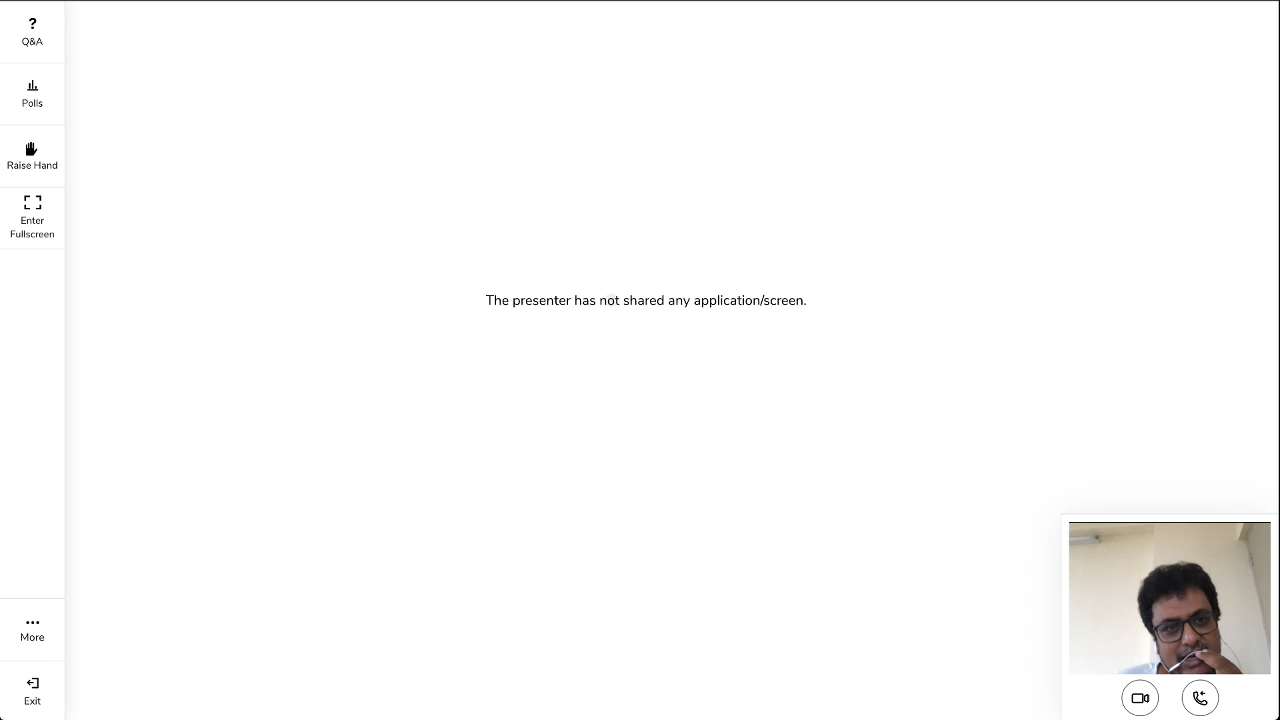 ?
Q&A
Polls
Raise Hand
Enter
Fullscreen
The presenter has not shared any application/screen.
More
Exit